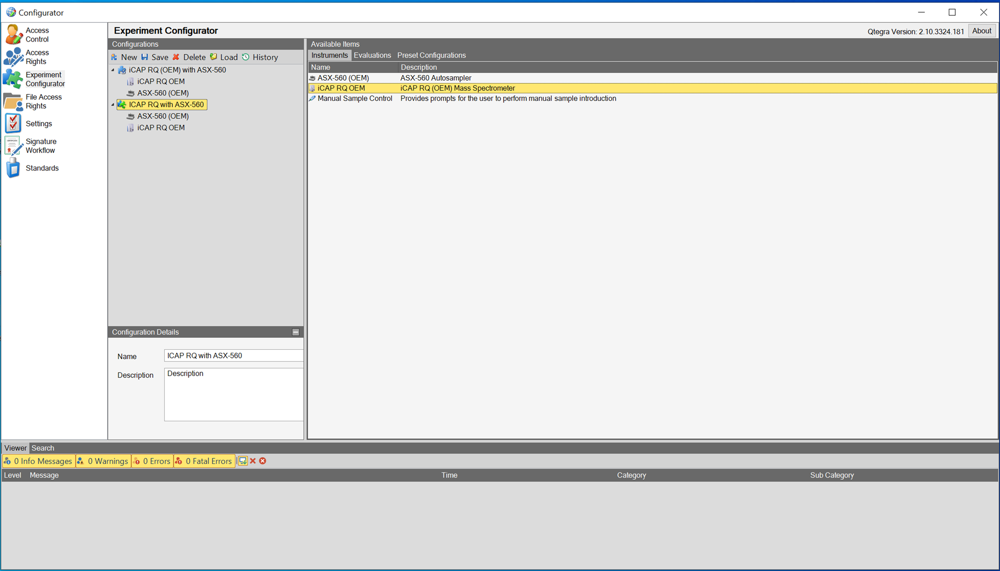 Configurator
Access
Control
Access
Rights
Experiment
Configurator
File Access
Rights
Settings
Signature
Workflow
Standards
Experiment Configurator
Qtegra Version: 2.10.3324.181 About
Configurations
New Save Delete Load History
iCAP RQ (OEM) with ASX-560
iCAP RQ OEM
ASX-560 (OEM)
ICAP RQ with ASX-560
ASX-560 (OEM)
iCAP RQ OEM
Configuration Details
Name ICAP RQ with ASX-560
Description Description
Available Items
Instruments Evaluations Preset Configurations
Name Description
ASX-560 (OEM) ASX-560 Autosampler
iCAP RQ OEM iCAP RQ (OEM) Mass Spectrometer
Manual Sample Control Provides prompts for the user to perform manual sample introduction
Viewer Search
0 Info Messages 0 Warnings 0 Errors 0 Fatal Errors
Level Message Time Category Sub Category